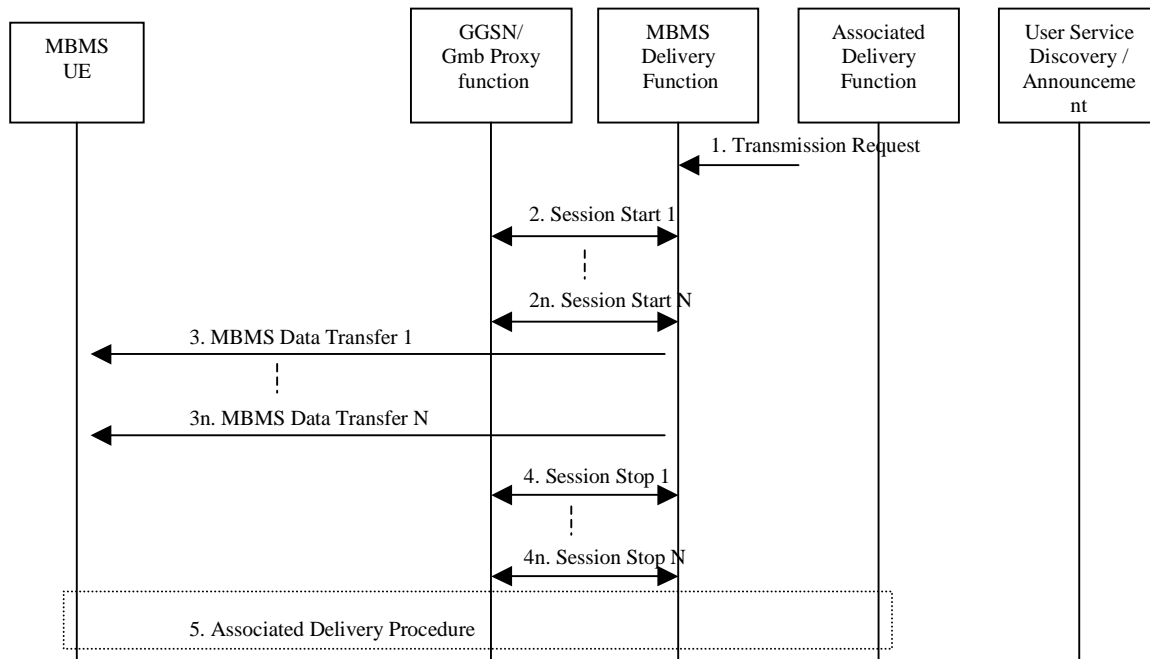 MBMS
UE
GGSN/
Gmb Proxy
function
MBMS
Delivery
Function
Associated
Delivery
Function
User Service
Discovery /
Announceme
nt
1. Transmission Request
2. Session Start 1
2n. Session Start N
3. MBMS Data Transfer 1
3n. MBMS Data Transfer N
4. Session Stop 1
4n. Session Stop N
5. Associated Delivery Procedure